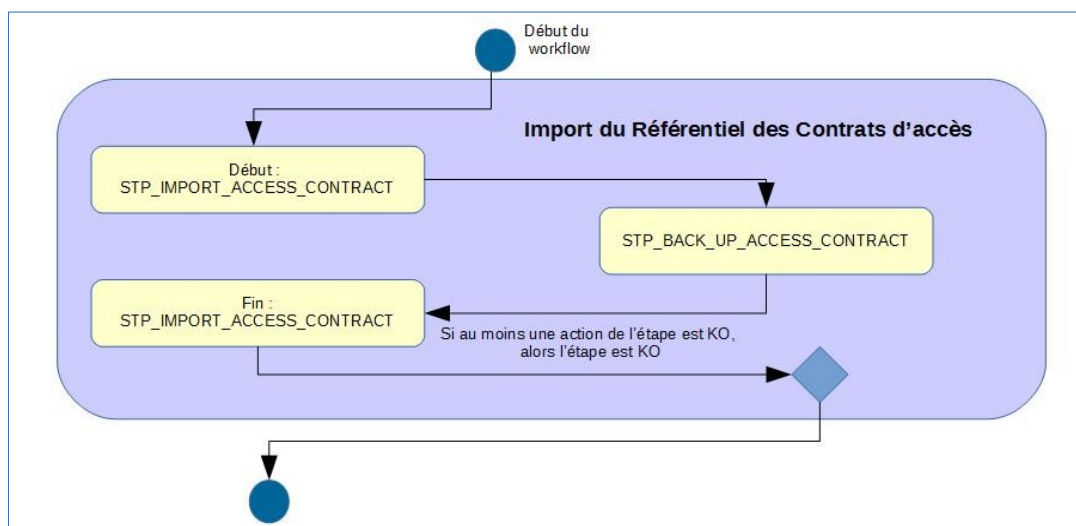 Début du
workflow
Import du Référentiel des Contrats d'accès
Début :
STP_IMPORT_ACCESS_CONTRACT
STP_BACK_UP_ACCESS_CONTRACT
Fin :
STP_IMPORT_ACCESS_CONTRACT
Si au moins une action de l'étape est KO,
alors l'étape est KO